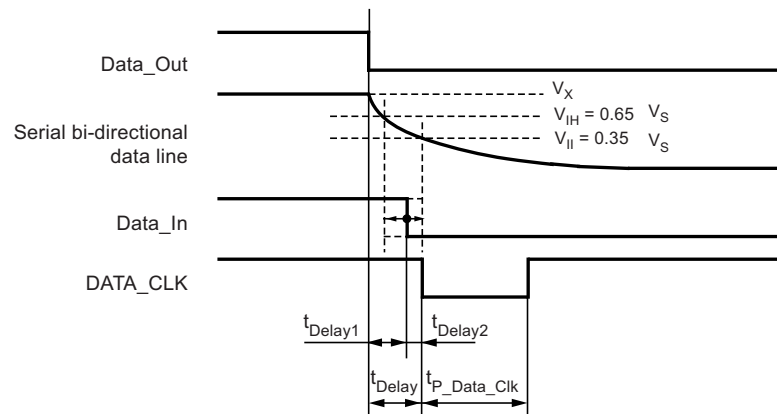 Data_Out
V_X
V_IH = 0.65 V_S
V_Il = 0.35 V_S
Serial bi-directional
data line
Data_In
DATA_CLK
t_Delay1
t_Delay2
t_Delay
t_P_Data_Clk